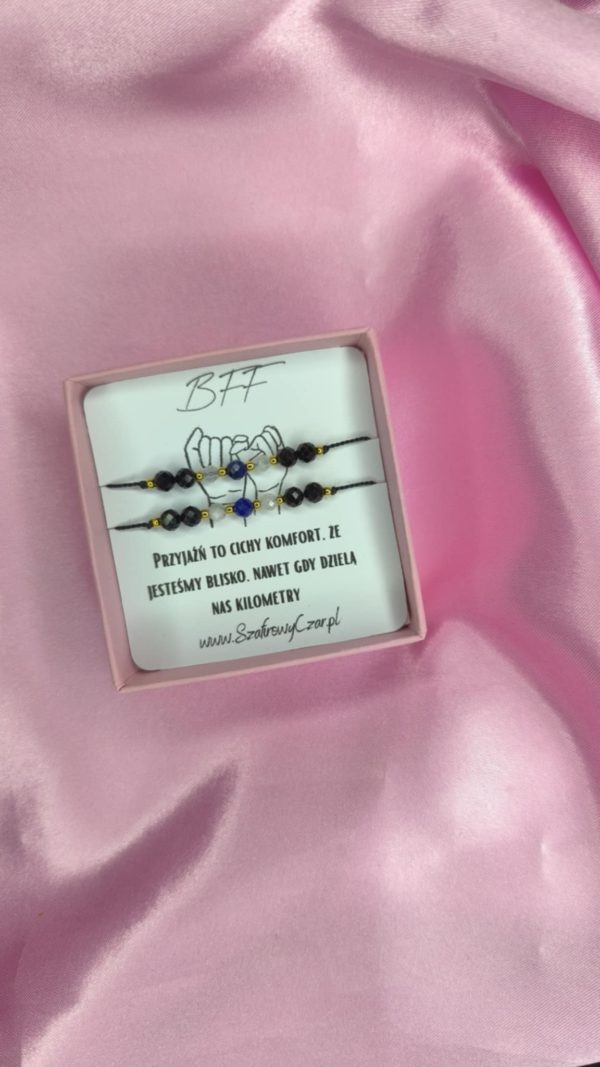 BFF
Przyjaźń to cichy komfort, że
jesteśmy blisko, nawet gdy dzielą
nas kilometry
www.SzafirowyCzar.pl